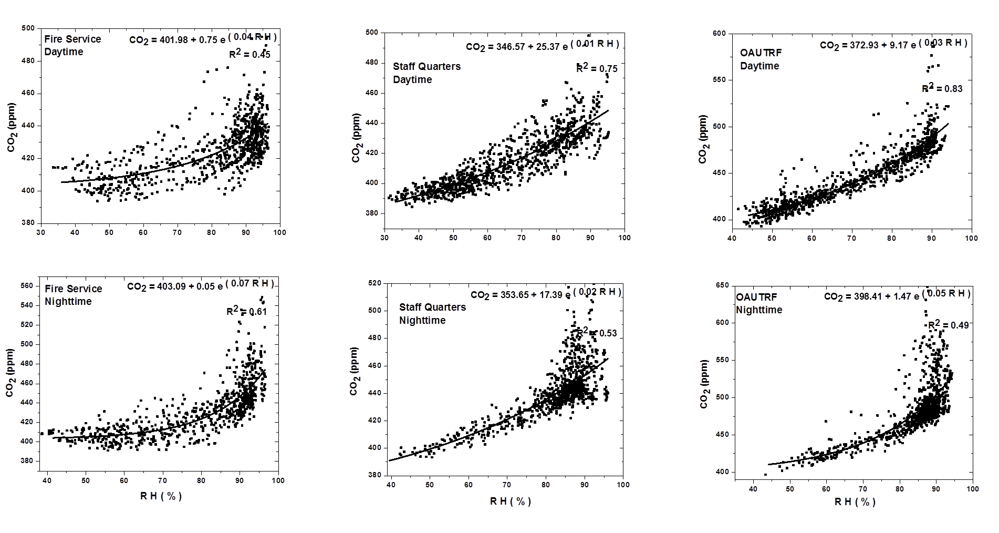 500
480
460
440
420
400
380
CO2 (ppm)
Fire Service
Daytime
CO2 = 401.98 + 0.75 e ( 0.04 R H )
R2 = 0.45
30 40 50 60 70 80 90 100
500
480
460
440
420
400
380
CO2 (ppm)
CO2 = 346.57 + 25.37 e ( 0.01 R H )
Staff Quarters
Daytime
R2 = 0.75
30 40 50 60 70 80 90 100
600
550
500
450
400
CO2 (ppm)
CO2 = 372.93 + 9.17 e ( 0.03 R H )
OAUTRF
Daytime
R2 = 0.83
40 50 60 70 80 90 100
560
540
520
500
480
460
440
420
400
380
CO2 (ppm)
Fire Service
Nighttime
CO2 = 403.09 + 0.05 e ( 0.07 R H )
R2 = 0.61
40 50 60 70 80 90 100
R H ( % )
520
500
480
460
440
420
400
380
CO2 (ppm)
CO2 = 353.65 + 17.39 e ( 0.02 R H )
Staff Quarters
Nighttime
R2 = 0.53
40 50 60 70 80 90 100
R H ( % )
650
600
550
500
450
400
CO2 (ppm)
OAUTRF
Nighttime
CO2 = 398.41 + 1.47 e ( 0.05 R H )
R2 = 0.49
40 50 60 70 80 90 100
R H ( % )